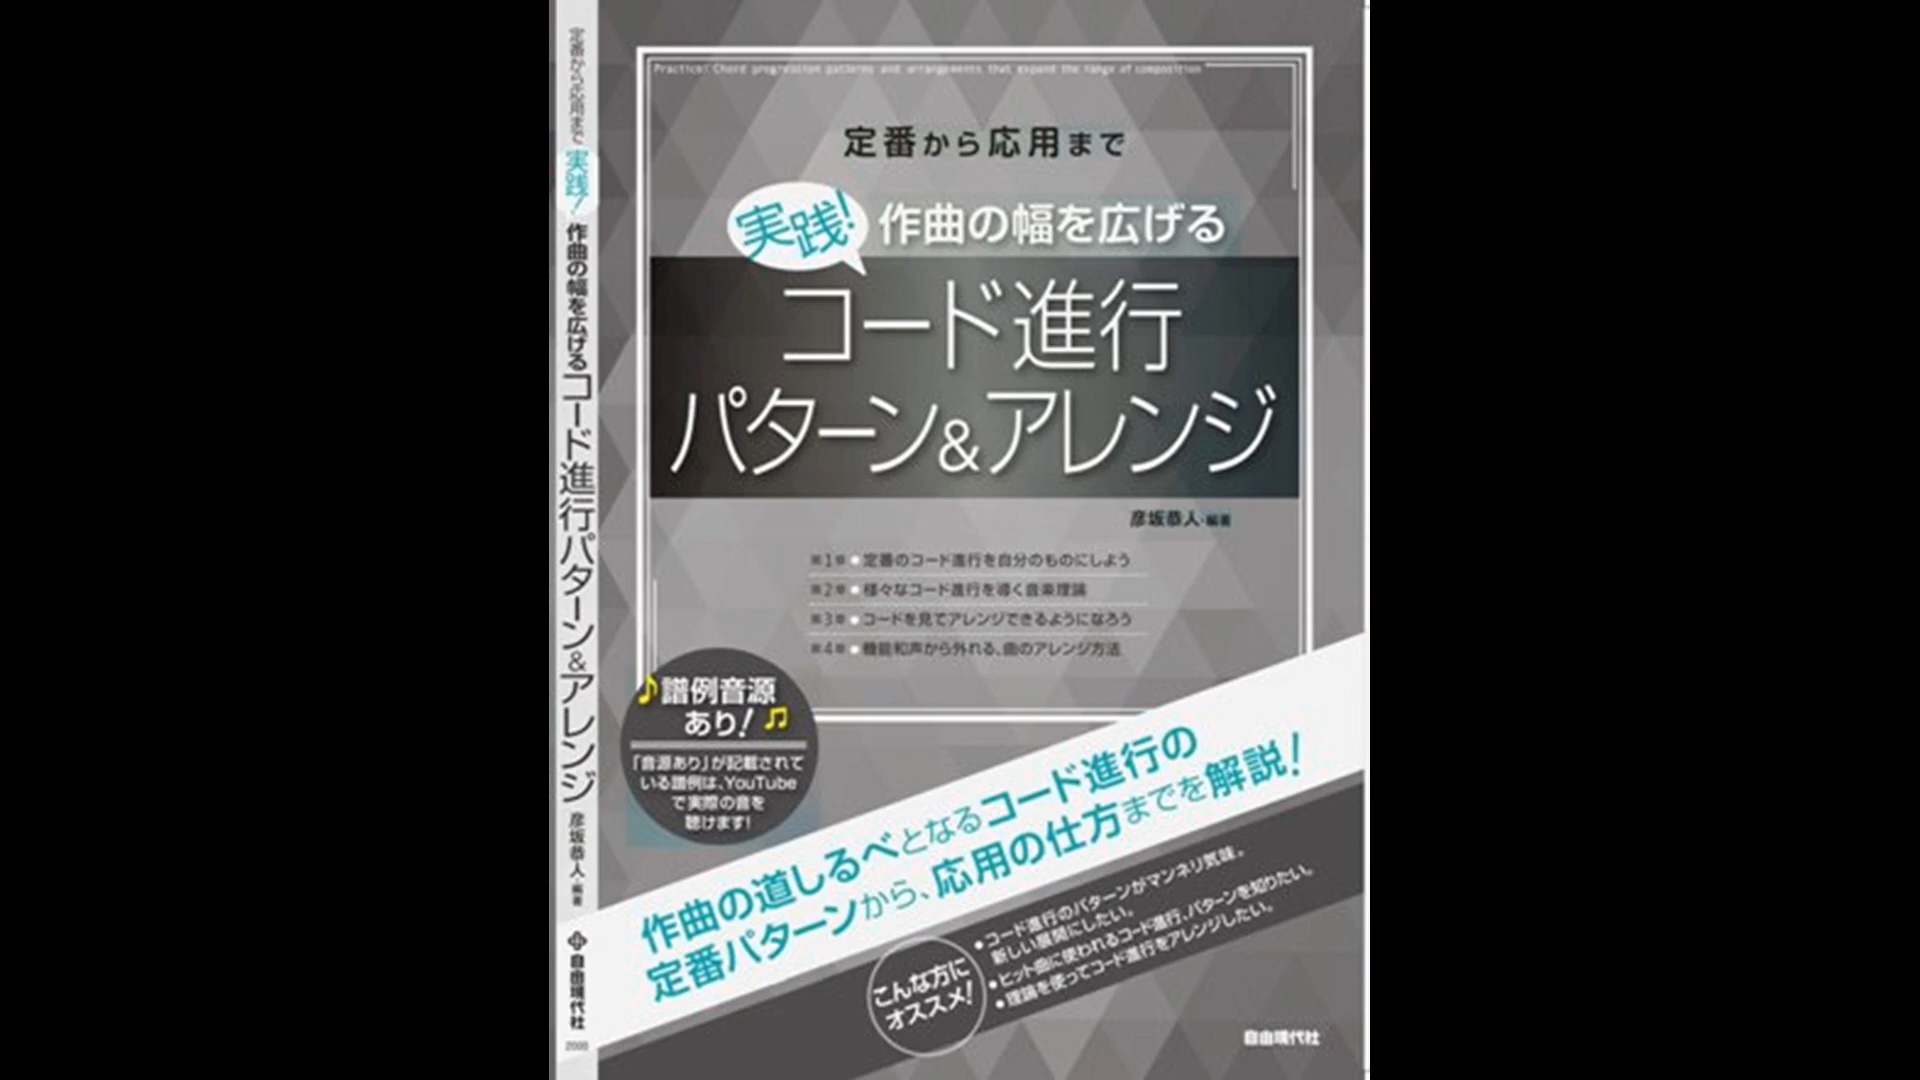 定番から応用まで 実践! 作曲の幅を広げる コード進行パターン&アレンジ 彦坂恭人・編著 自由現代社
2000
Practice! Chord progression patterns and arrangements that expand the range of composition
定番から応用まで
実践! 作曲の幅を広げる
コード進行
パターン&アレンジ
彦坂恭人・編著
第1章 ● 定番のコード進行を自分のものにしよう
第2章 ● 様々なコード進行を導く音楽理論
第3章 ● コードを見てアレンジできるようになろう
第4章 ● 機能和声から外れる、曲のアレンジ方法
♪譜例音源
あり!♫
「音源あり」が記載されて
いる譜例は、YouTube
で実際の音を
聴けます!
作曲の道しるべとなるコード進行の
定番パターンから、応用の仕方までを解説!
こんな方に
オススメ!
●コード進行のパターンがマンネリ気味。
新しい展開にしたい。
●ヒット曲に使われるコード進行、パターンを知りたい。
●理論を使ってコード進行をアレンジしたい。
自由現代社